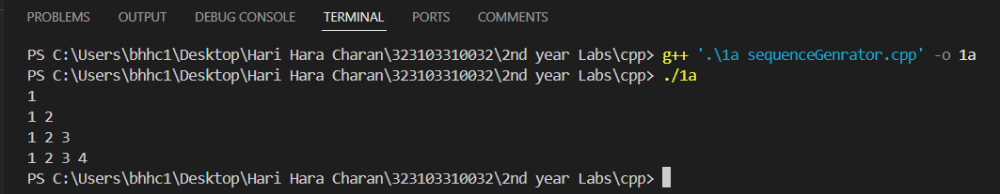 PROBLEMS OUTPUT DEBUG CONSOLE TERMINAL PORTS COMMENTS
PS C:\Users\bhhc1\Desktop\Hari Hara Charan\323103310032\2nd year Labs\cpp> g++ '.\1a sequenceGenrator.cpp' -o 1a
PS C:\Users\bhhc1\Desktop\Hari Hara Charan\323103310032\2nd year Labs\cpp> ./1a
1
1 2
1 2 3
1 2 3 4
PS C:\Users\bhhc1\Desktop\Hari Hara Charan\323103310032\2nd year Labs\cpp>